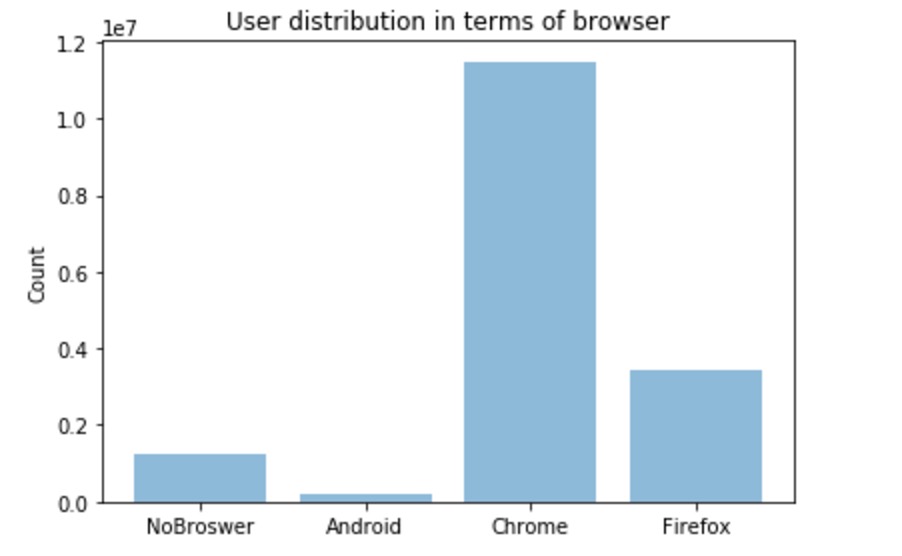 User distribution in terms of browser
1e7
1.2
1.0
0.8
0.6
0.4
0.2
0.0
Count
NoBroswer Android Chrome Firefox